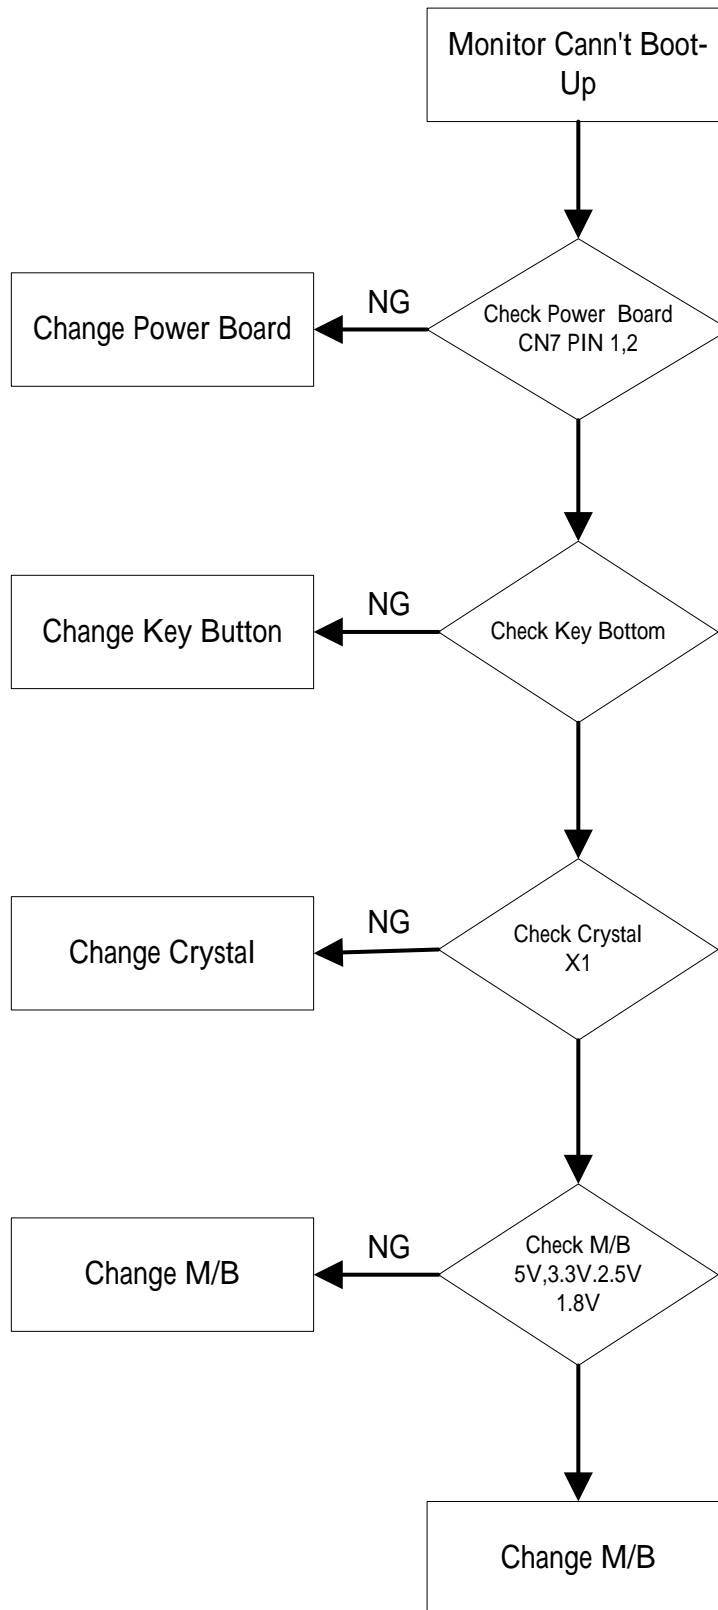 Monitor Cann't Boot-
Up
NG
Change Power Board
Check Power Board
CN7 PIN 1,2
NG
Change Key Button
Check Key Bottom
NG
Change Crystal
Check Crystal
X1
NG
Change M/B
Check M/B
5V,3.3V.2.5V
1.8V
Change M/B